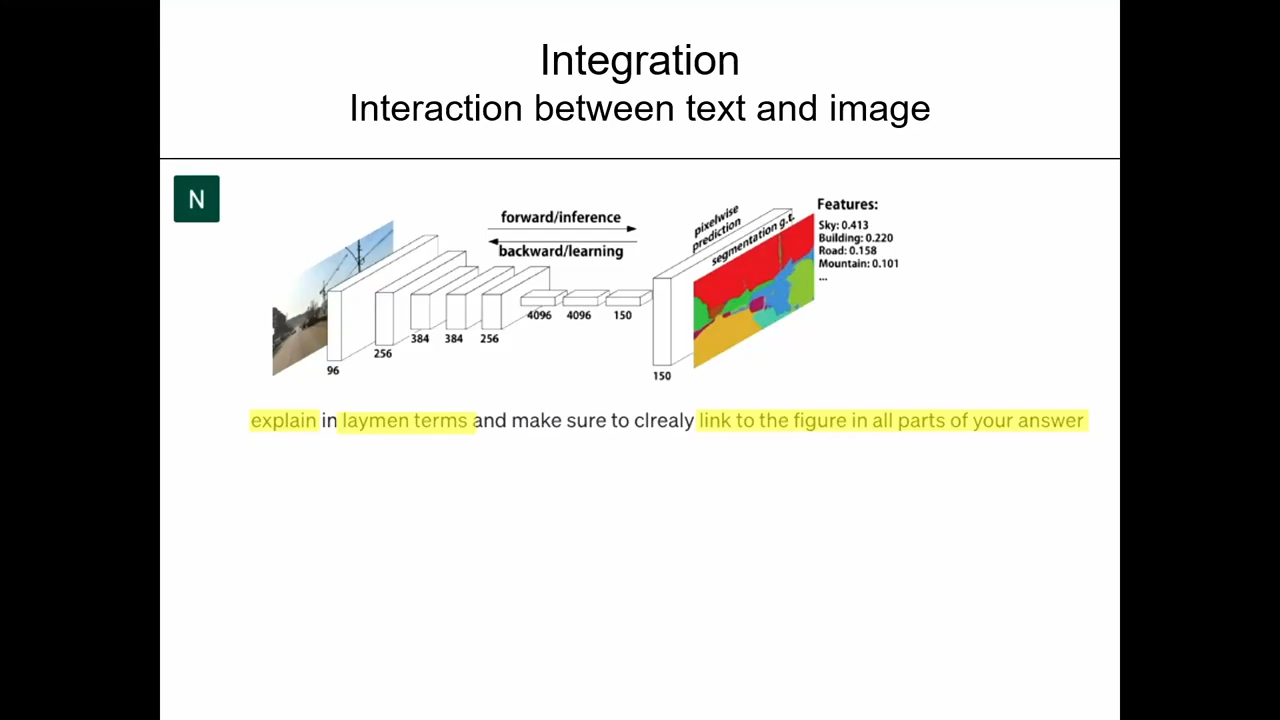 Integration
Interaction between text and image
N
forward/inference
backward/learning
pixelwise
prediction
segmentation g.t.
Features:
Sky: 0.413
Building: 0.220
Road: 0.158
Mountain: 0.101
...
96
256
384
384
256
4096
4096
150
150
explain in laymen terms and make sure to clrealy link to the figure in all parts of your answer